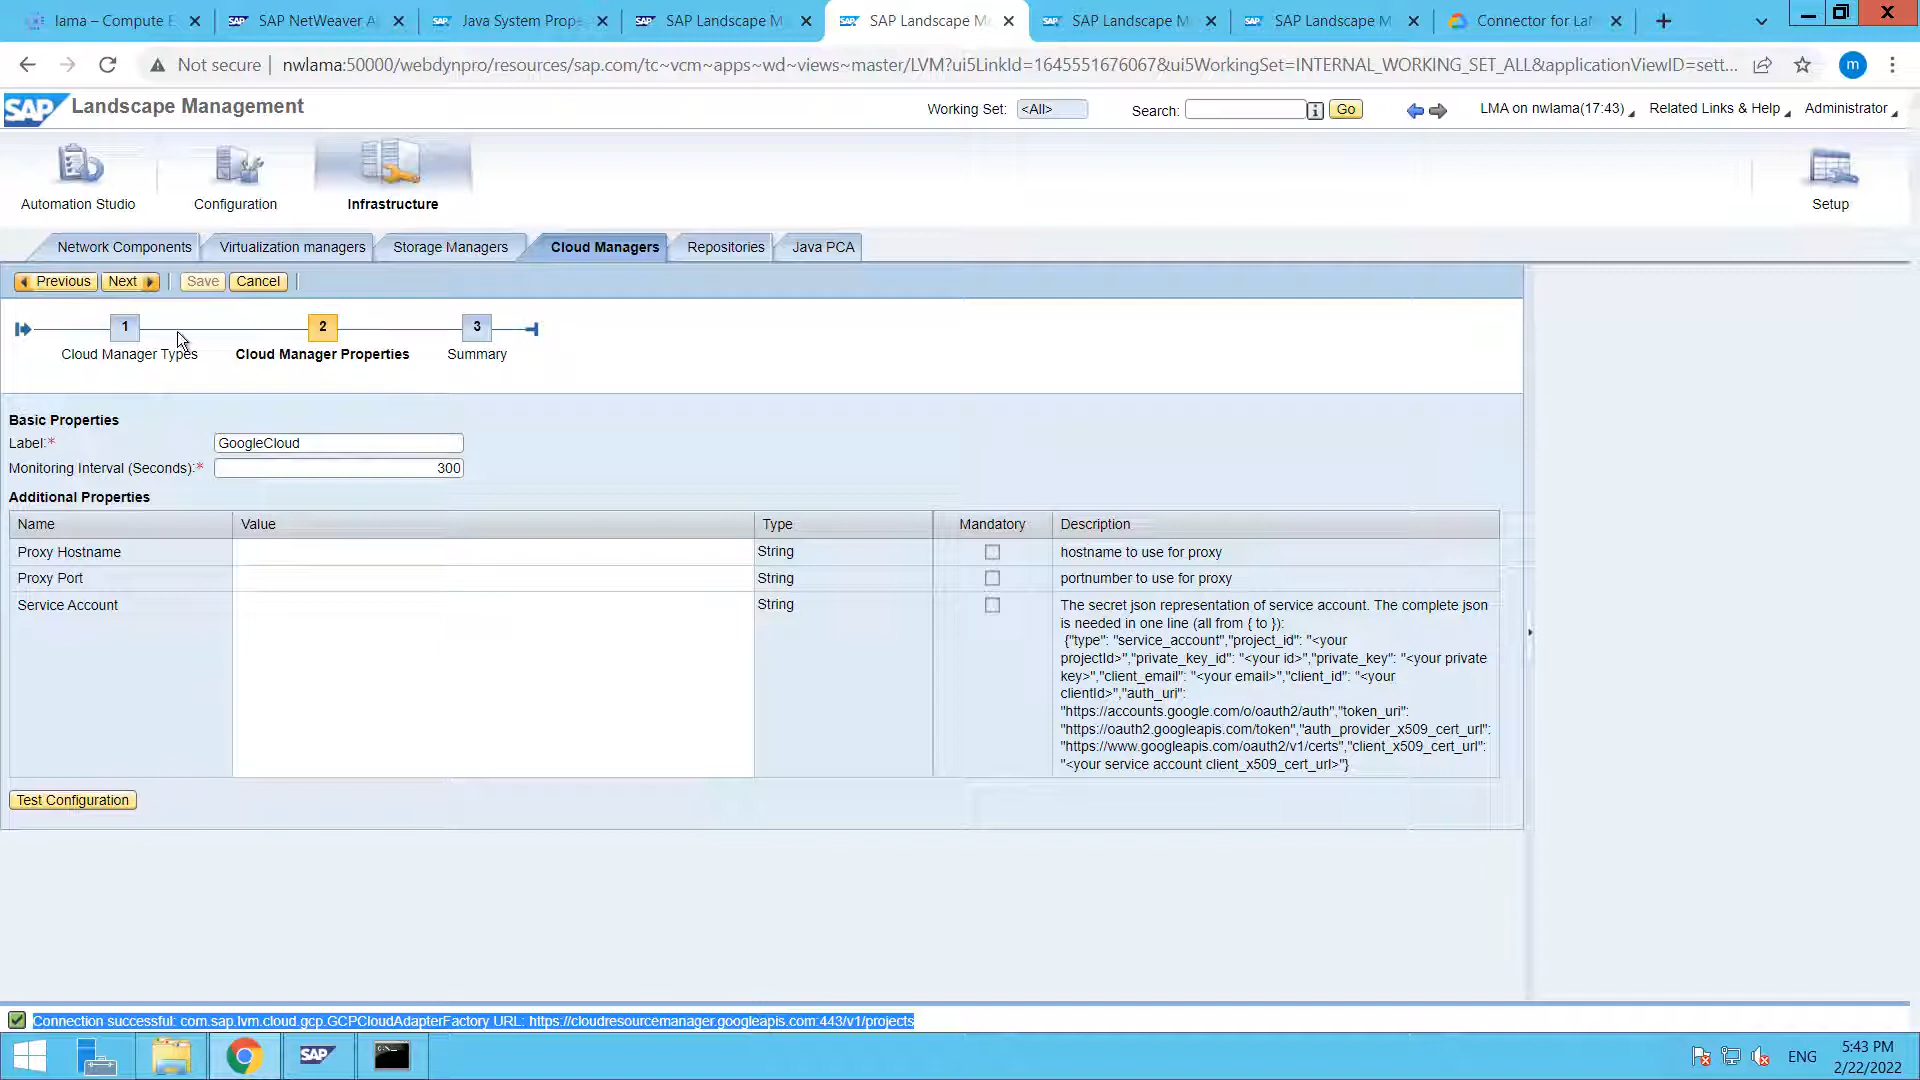 lama – Compute E
SAP NetWeaver A
Java System Prope
SAP Landscape M
SAP Landscape M
SAP Landscape M
SAP Landscape M
Connector for LaM
Not secure
nwlama:50000/webdynpro/resources/sap.com/tc~vcm~apps~wd~views~master/LVM?ui5LinkId=1645551676067&ui5WorkingSet=INTERNAL_WORKING_SET_ALL&applicationViewID=sett...
m
SAP Landscape Management
Working Set: <All>
Search:
Go
LMA on nwlama(17:43)
Related Links & Help
Administrator
Automation Studio
Configuration
Infrastructure
Setup
Network Components
Virtualization managers
Storage Managers
Cloud Managers
Repositories
Java PCA
Previous
Next
Save
Cancel
1
2
3
Cloud Manager Types
Cloud Manager Properties
Summary
Basic Properties
Label:* GoogleCloud
Monitoring Interval (Seconds):* 300
Additional Properties
Name Value Type Mandatory Description
Proxy Hostname String hostname to use for proxy
Proxy Port String portnumber to use for proxy
Service Account String The secret json representation of service account. The complete json
is needed in one line (all from { to }):
{"type": "service_account","project_id": "<your
projectId>","private_key_id": "<your id>","private_key": "<your private
key>","client_email": "<your email>","client_id": "<your
clientId>","auth_uri":
"https://accounts.google.com/o/oauth2/auth","token_uri":
"https://oauth2.googleapis.com/token","auth_provider_x509_cert_url":
"https://www.googleapis.com/oauth2/v1/certs","client_x509_cert_url":
"<your service account client_x509_cert_url>"}
Test Configuration
Connection successful: com.sap.lvm.cloud.gcp.GCPCloudAdapterFactory URL: https://cloudresourcemanager.googleapis.com:443/v1/projects
SAP
ENG
5:43 PM
2/22/2022